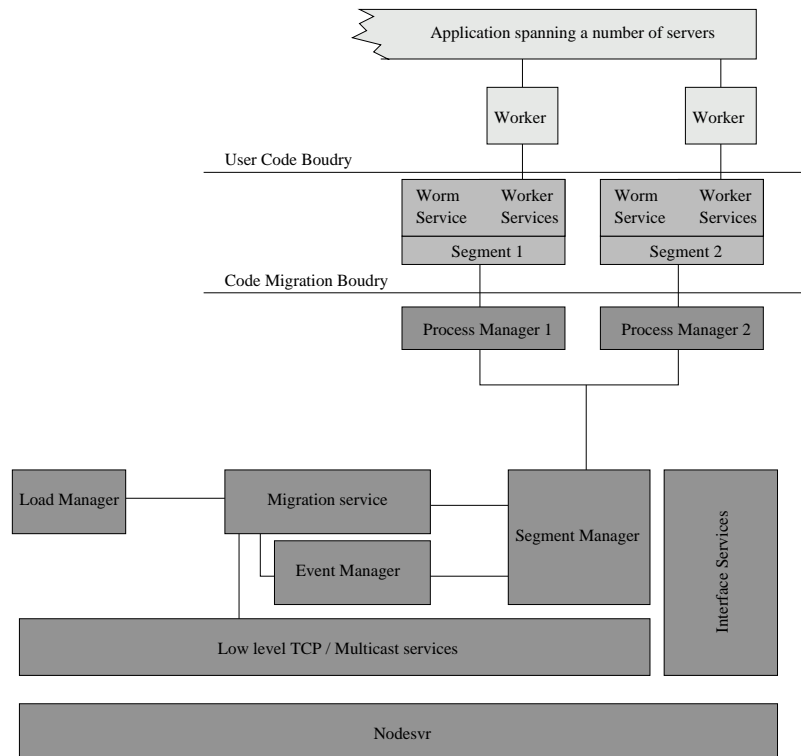 Application spanning a number of servers
Worker
Worker
User Code Boudry
Worm Service
Worker Services
Segment 1
Worm Service
Worker Services
Segment 2
Code Migration Boudry
Process Manager 1
Process Manager 2
Load Manager
Migration service
Segment Manager
Event Manager
Interface Services
Low level TCP / Multicast services
Nodesvr